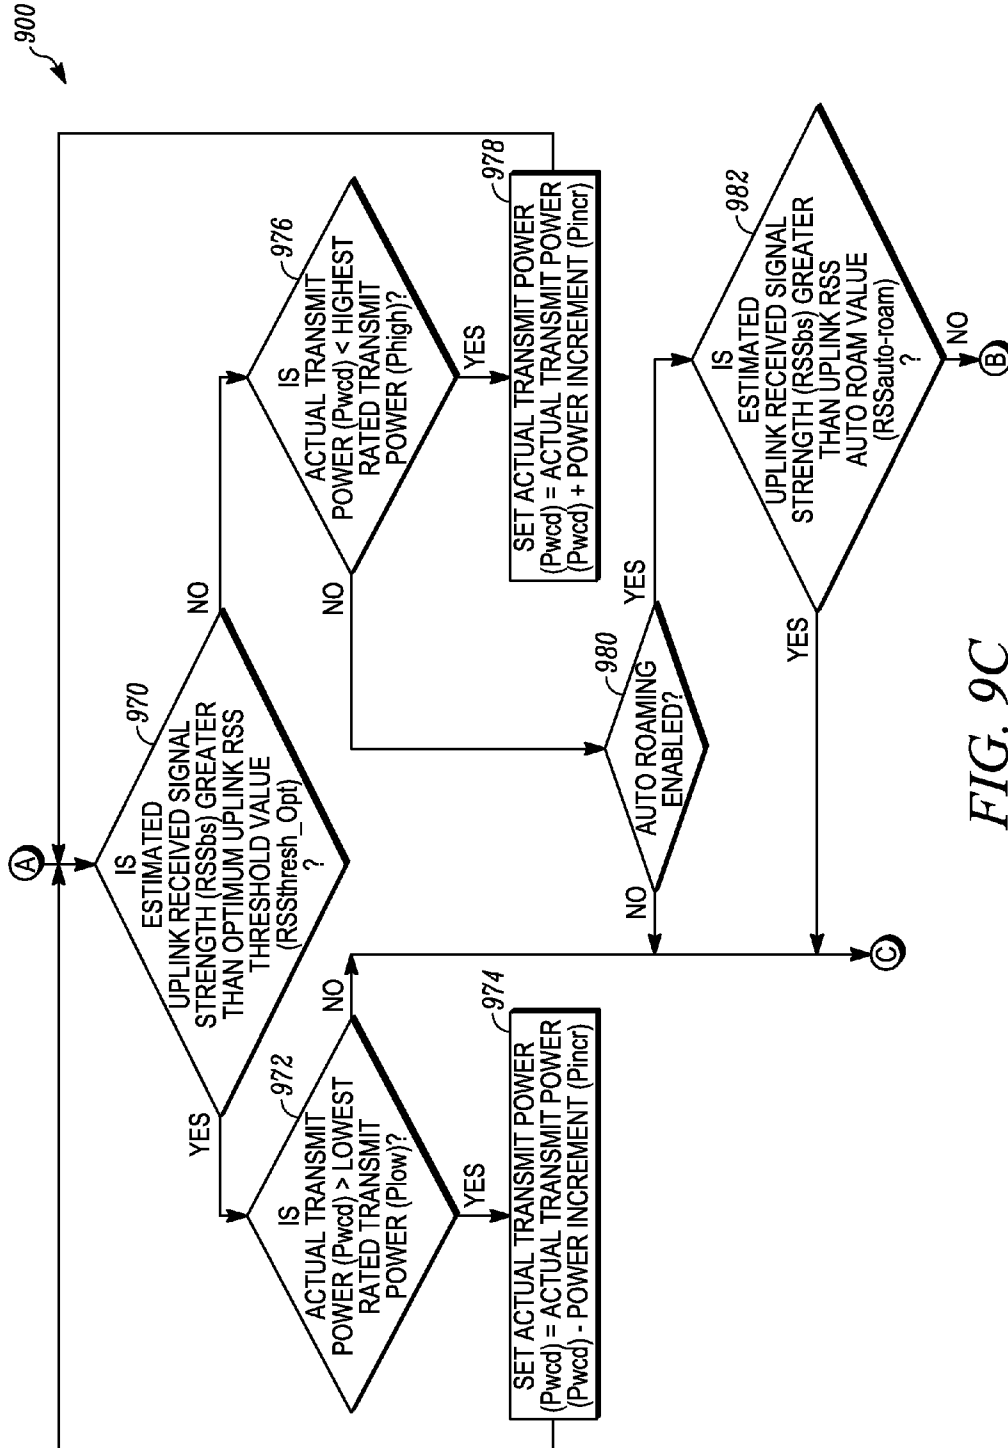 900
A
IS
ESTIMATED
UPLINK RECEIVED SIGNAL
STRENGTH (RSSbs) GREATER
THAN OPTIMUM UPLINK RSS
THRESHOLD VALUE
(RSSthresh_Opt)
?
970
YES
NO
IS
ACTUAL TRANSMIT
POWER (Pwcd) > LOWEST
RATED TRANSMIT
POWER (Plow)?
972
NO
YES
IS
ACTUAL TRANSMIT
POWER (Pwcd) < HIGHEST
RATED TRANSMIT
POWER (Phigh)?
976
NO
YES
SET ACTUAL TRANSMIT POWER
(Pwcd) = ACTUAL TRANSMIT POWER
(Pwcd) - POWER INCREMENT (Pincr)
974
SET ACTUAL TRANSMIT POWER
(Pwcd) = ACTUAL TRANSMIT POWER
(Pwcd) + POWER INCREMENT (Pincr)
978
AUTO ROAMING
ENABLED?
980
NO
YES
IS
ESTIMATED
UPLINK RECEIVED SIGNAL
STRENGTH (RSSbs) GREATER
THAN UPLINK RSS
AUTO ROAM VALUE
(RSSauto-roam)
?
982
YES
NO
C
B
FIG. 9C